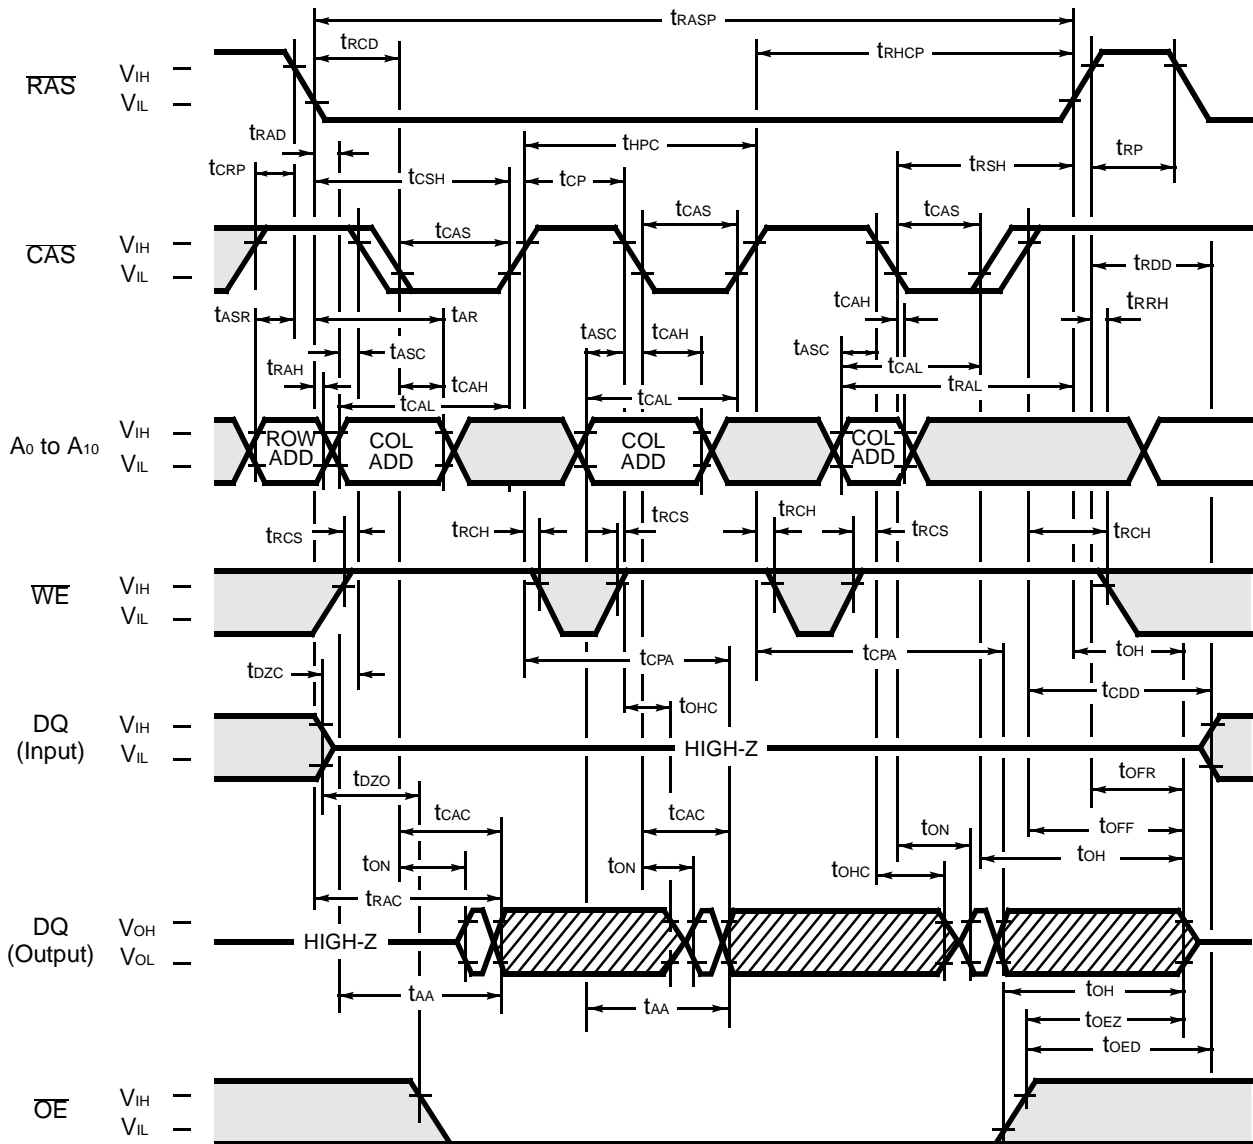 tRASP
tRCD
tRHCP
RAS
VIH
VIL
tRAD
tHPC
tCRP
tCSH
tCP
tRSH
tRP
CAS
VIH
VIL
tCAS
tCAS
tCAS
tRDD
tASR
tAR
tASC
tCAH
tCAH
tRRH
tRAH
tASC
tCAH
tASC
tCAL
tCAL
tCAL
tRAL
A0 to A10
VIH
VIL
ROW ADD
COL ADD
COL ADD
COL ADD
tRCS
tRCH
tRCS
tRCH
tRCS
tRCH
WE
VIH
VIL
tDZC
tCPA
tCPA
tOH
tCDD
tOHC
DQ
(Input)
VIH
VIL
HIGH-Z
tDZO
tOFR
tCAC
tCAC
tON
tOFF
tON
tON
tOHC
tOH
tRAC
DQ
(Output)
VOH
VOL
HIGH-Z
tAA
tAA
tOH
tOEZ
tOED
OE
VIH
VIL